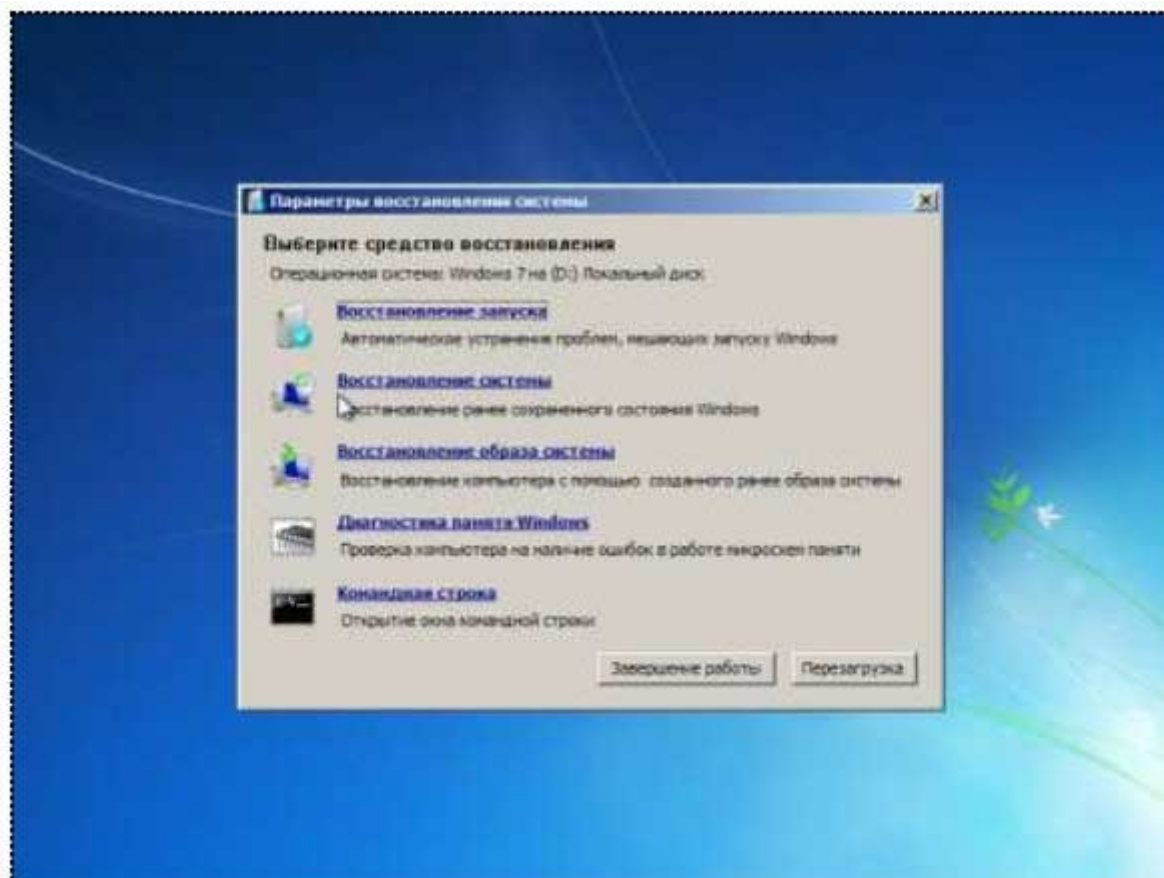 Параметры восстановления системы
Выберите средство восстановления
Операционная система: Windows 7 на (D:) Локальный диск
Восстановление запуска
Автоматическое устранение проблем, мешающих запуску Windows
Восстановление системы
Восстановление ранее сохраненного состояния Windows
Восстановление образа системы
Восстановление компьютера с помощью созданного ранее образа системы
Диагностика памяти Windows
Проверка компьютера на наличие ошибок в работе микросхем памяти
Командная строка
Открытие окна командной строки
Завершение работы
Перезагрузка